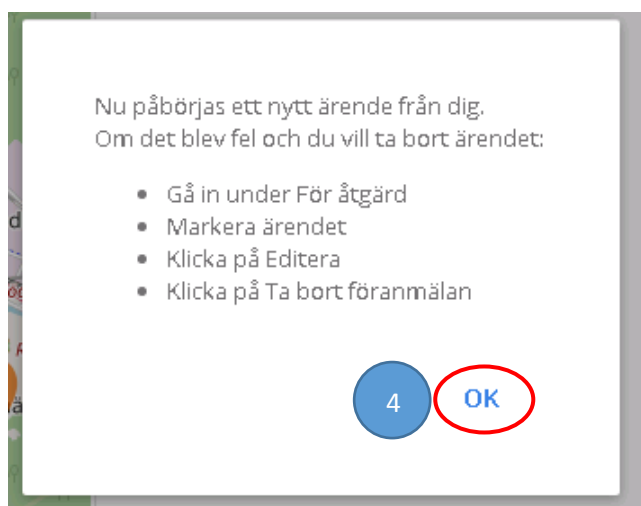 Nu påbörjas ett nytt ärende från dig.
Om det blev fel och du vill ta bort ärendet:
• Gå in under För åtgärd
• Markera ärendet
• Klicka på Editera
• Klicka på Ta bort föranmälan
4 OK